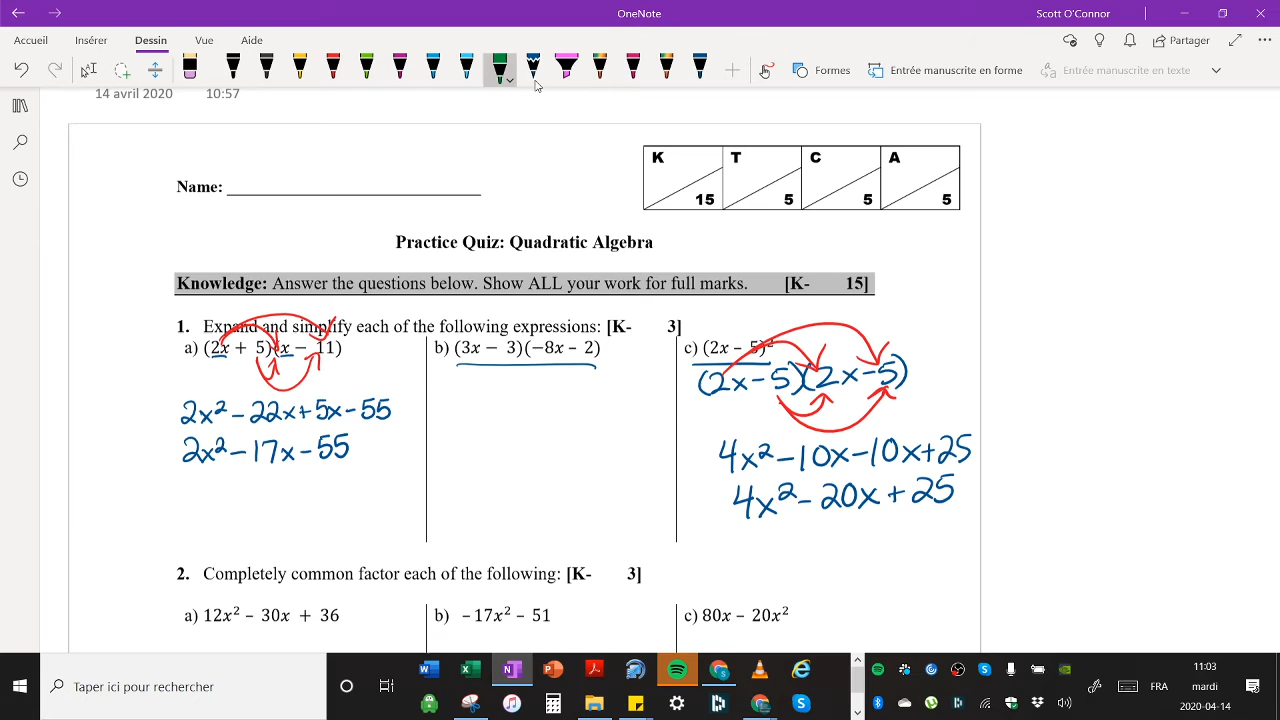 OneNote
Scott O'Connor
Accueil Insérer Dessin Vue Aide
Partager
Formes
Entrée manuscrite en forme
Entrée manuscrite en texte
14 avril 2020 10:57
K T C A
15 5 5 5
Name:
Practice Quiz: Quadratic Algebra
Knowledge: Answer the questions below. Show ALL your work for full marks. [K- 15]
1. Expand and simplify each of the following expressions: [K- 3]
a) (2x + 5)(x − 11)
b) (3x − 3)(−8x − 2)
c) (2x − 5)²
(2x-5)(2x-5)
2x² - 22x + 5x - 55
2x² - 17x - 55
4x² - 10x - 10x + 25
4x² - 20x + 25
2. Completely common factor each of the following: [K- 3]
a) 12x² − 30x + 36
b) −17x² − 51
c) 80x − 20x²
Taper ici pour rechercher
FRA
11:03
mardi
2020-04-14